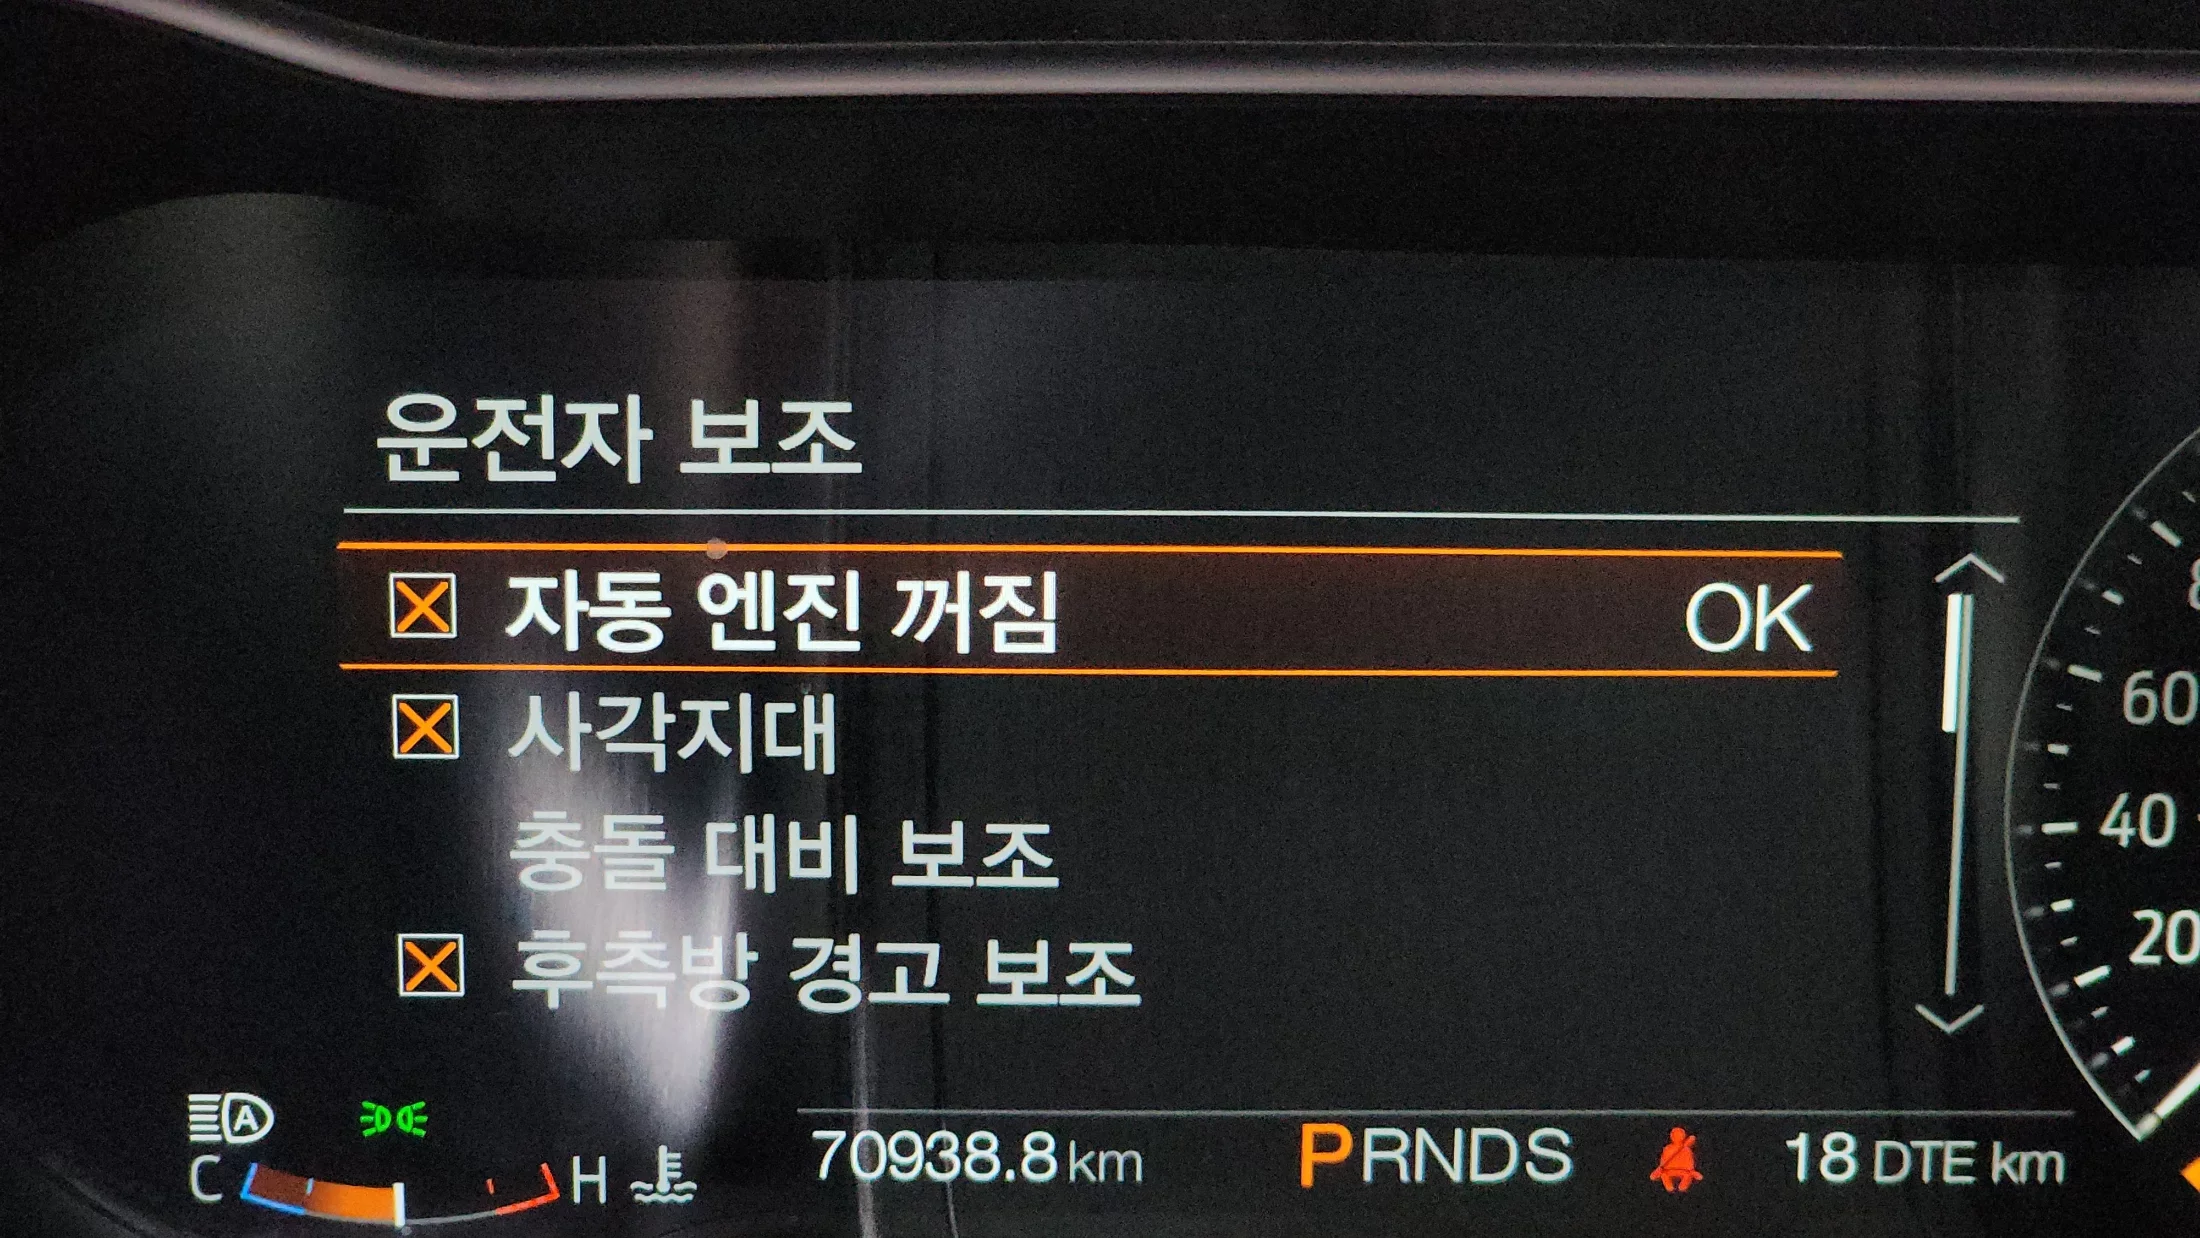 운전자 보조
자동 엔진 꺼짐 OK
사각지대
충돌 대비 보조
후측방 경고 보조
60
40
20
A
C H
70938.8 km PRNDS 18 DTE km